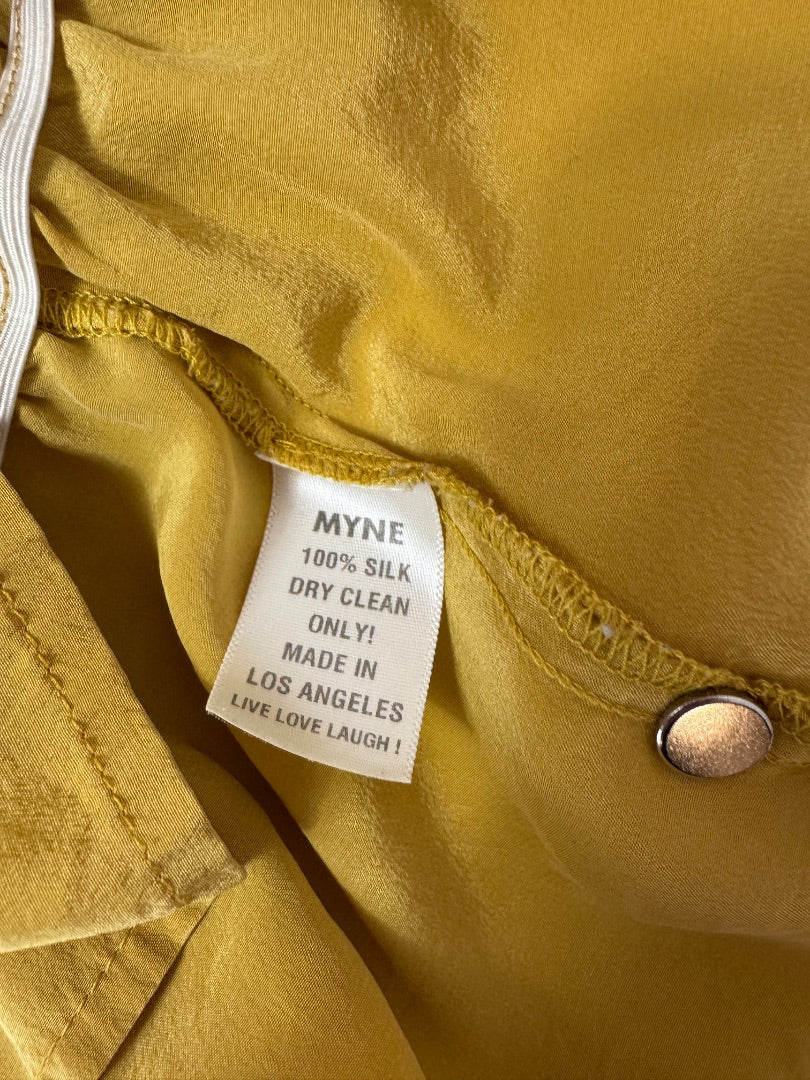 MYNE
100% SILK
DRY CLEAN
ONLY!
MADE IN
LOS ANGELES
LIVE LOVE LAUGH !